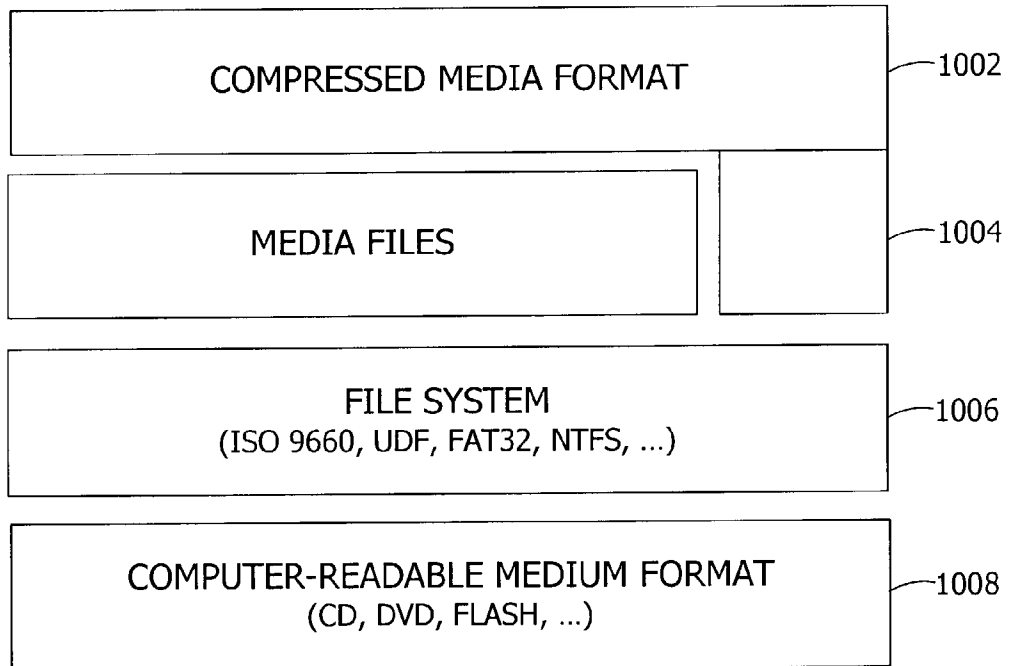 COMPRESSED MEDIA FORMAT
1002
MEDIA FILES
1004
FILE SYSTEM
(ISO 9660, UDF, FAT32, NTFS, ...)
1006
COMPUTER-READABLE MEDIUM FORMAT
(CD, DVD, FLASH, ...)
1008